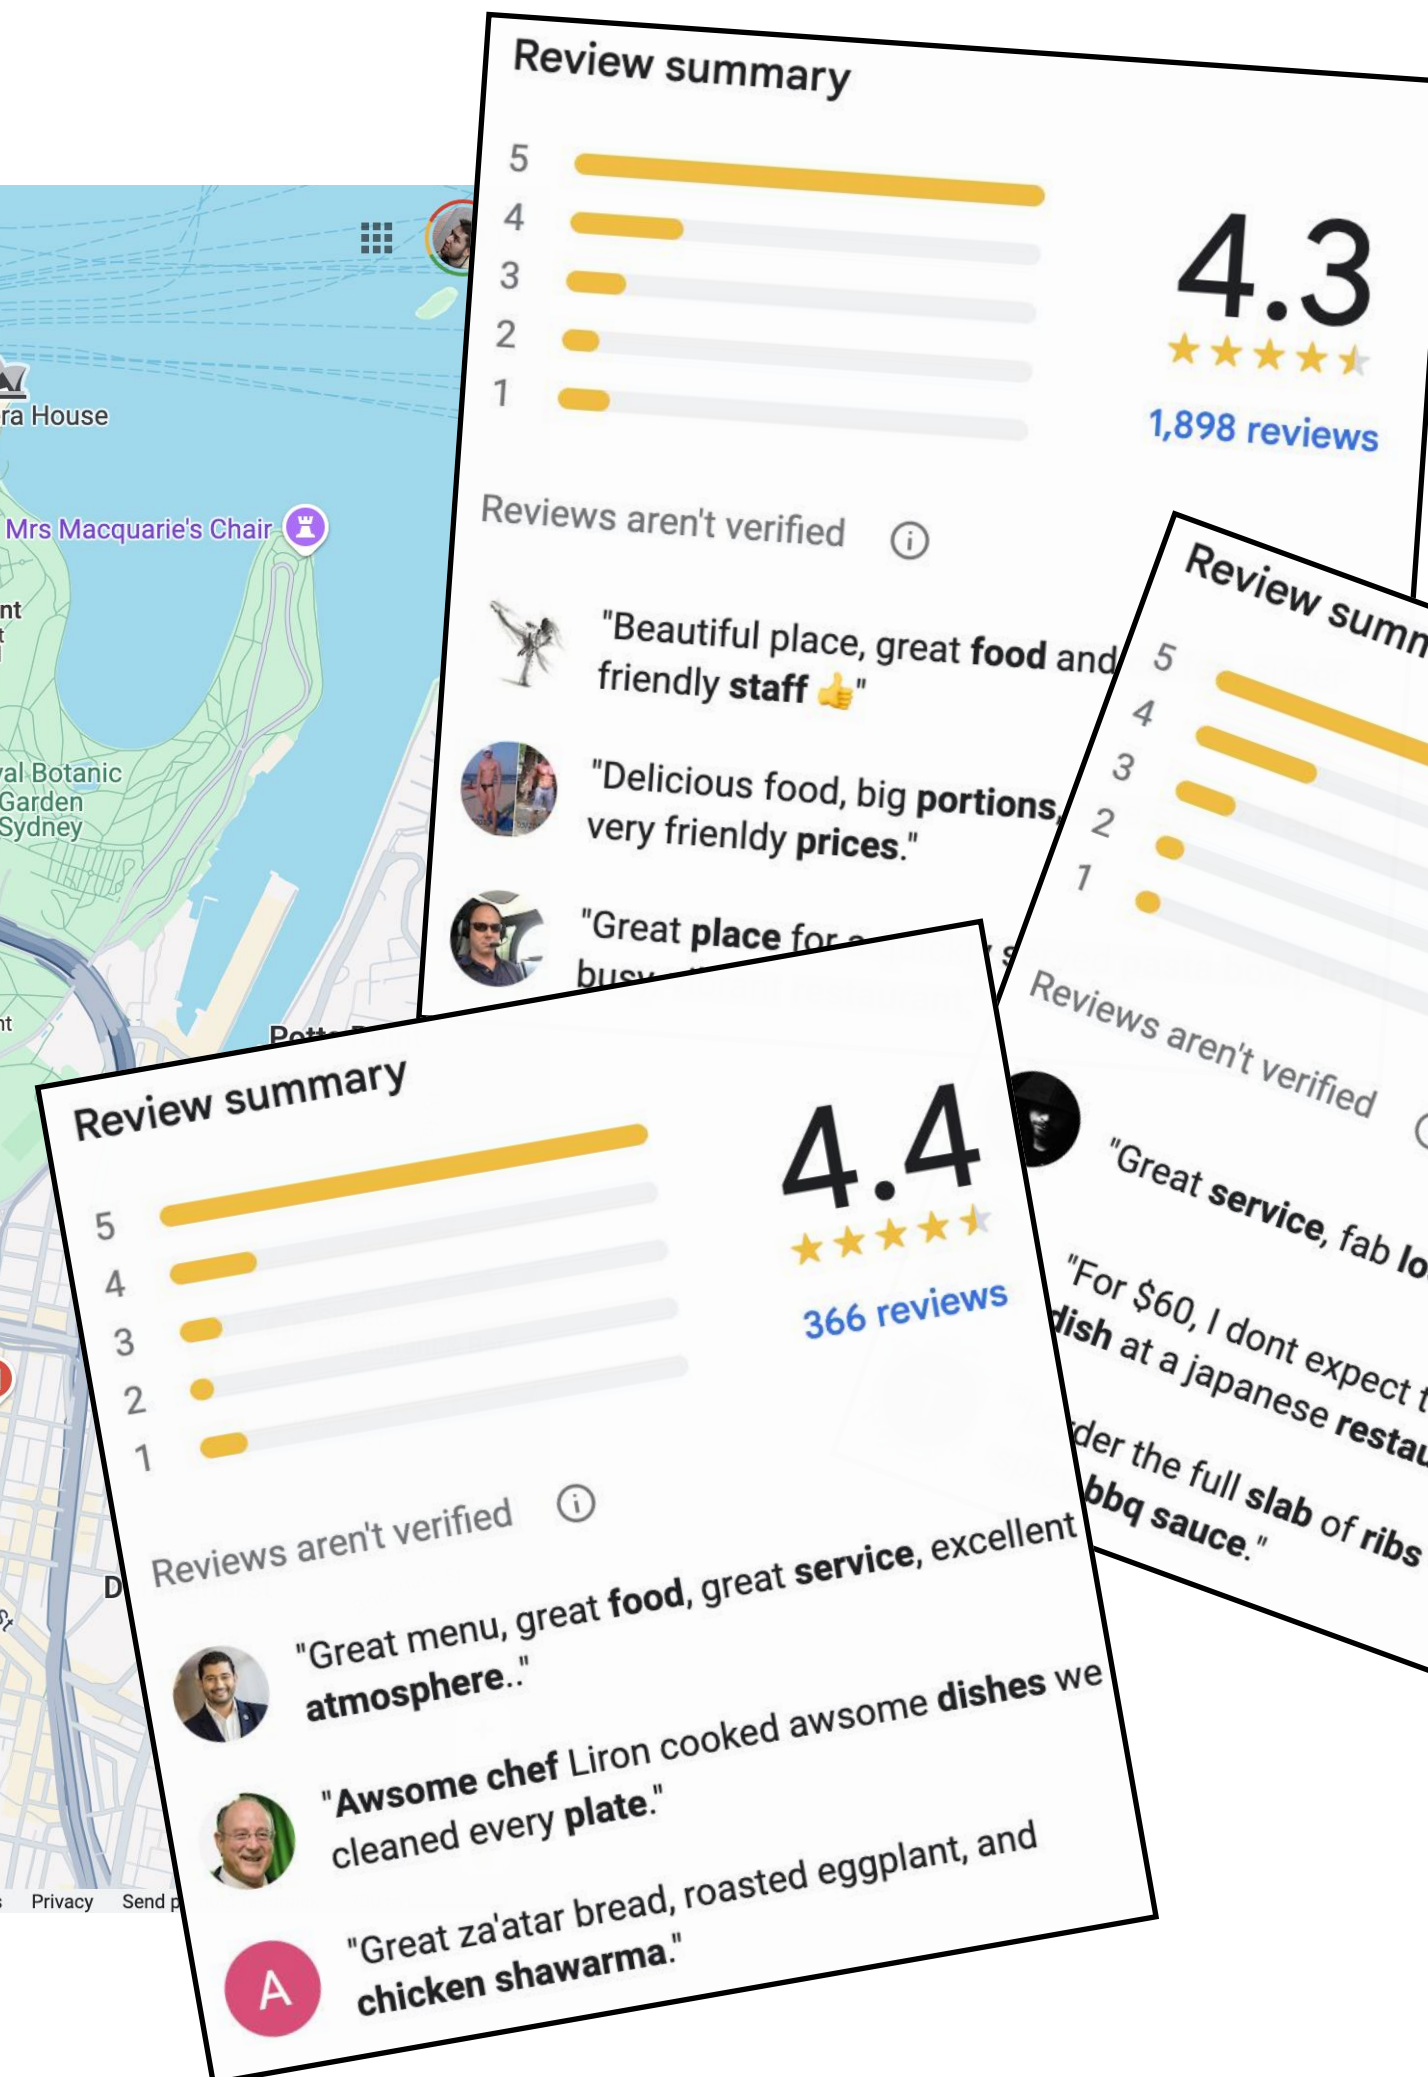 Review summary
5
4
3
2
1
4.3
1,898 reviews
Reviews aren't verified
"Beautiful place, great food and
friendly staff 👍"
"Delicious food, big portions,
very frienldy prices."
"Great place for
busy
Review summ
5
4
3
2
1
Reviews aren't verified
"Great service, fab lo
"For $60, I dont expect t
dish at a japanese restau
der the full slab of ribs
bbq sauce."
Review summary
5
4
3
2
1
4.4
366 reviews
Reviews aren't verified
"Great menu, great food, great service, excellent
atmosphere.."
"Awsome chef Liron cooked awsome dishes we
cleaned every plate."
A
"Great za'atar bread, roasted eggplant, and
chicken shawarma."
ra House
Mrs Macquarie's Chair
nt
t
al Botanic
Garden
Sydney
nt
D
St
Privacy
Send p